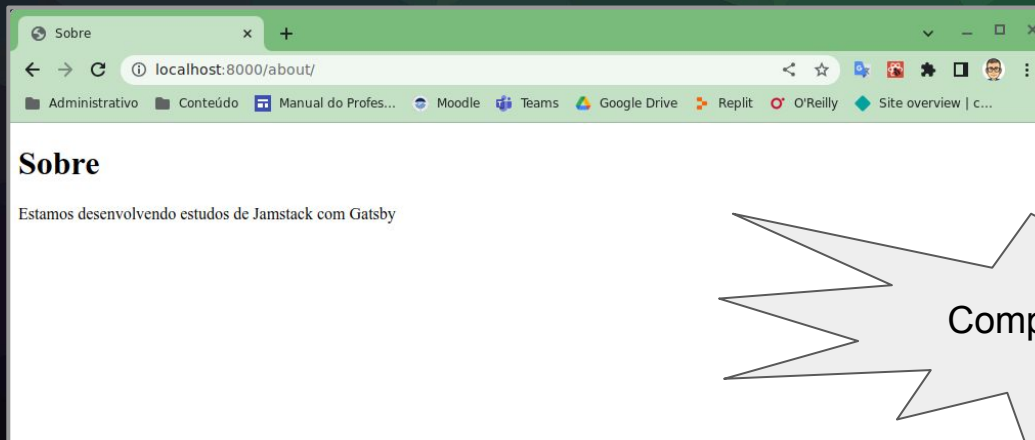 Sobre
localhost:8000/about/
Administrativo Conteúdo Manual do Profes... Moodle Teams Google Drive Replit O'Reilly Site overview | c...
Sobre
Estamos desenvolvendo estudos de Jamstack com Gatsby
Comp